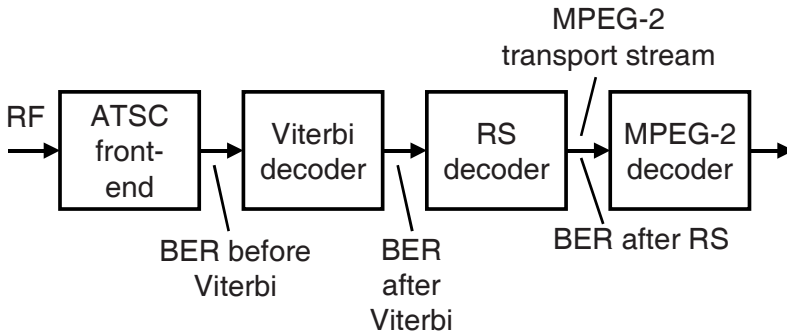 MPEG-2
transport stream
RF
ATSC
front-
end
Viterbi
decoder
RS
decoder
MPEG-2
decoder
BER before
Viterbi
BER
after
Viterbi
BER after RS